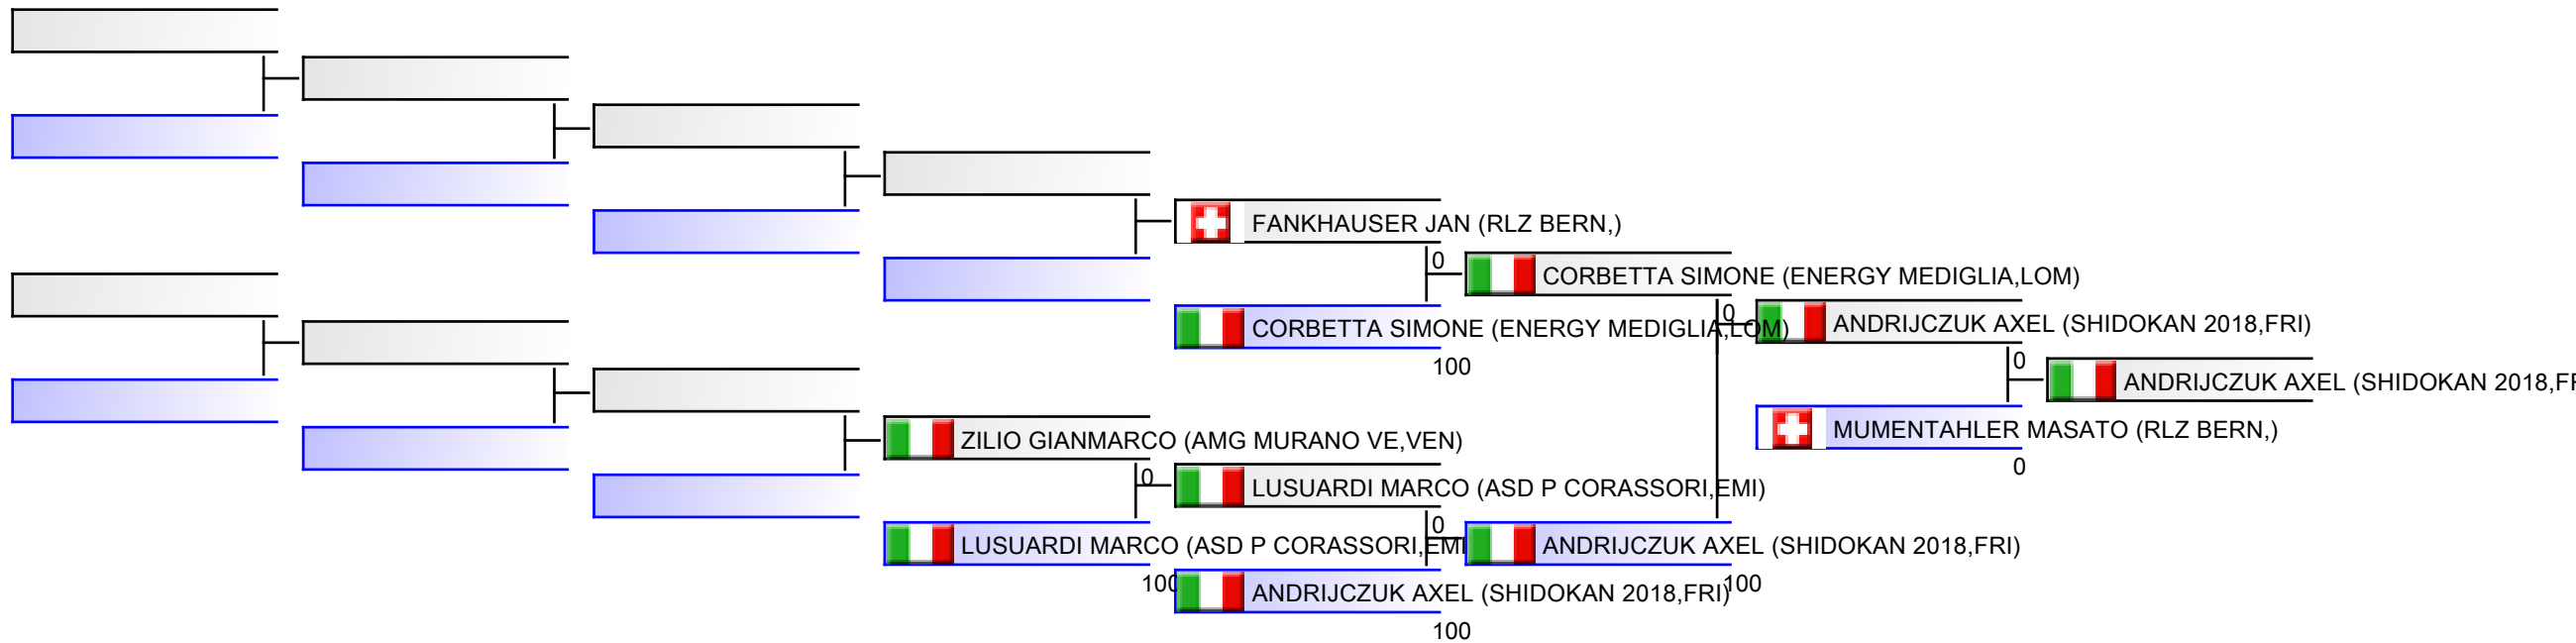 FANKHAUSER JAN (RLZ BERN,)
0
CORBETTA SIMONE (ENERGY MEDIGLIA,LOM)
CORBETTA SIMONE (ENERGY MEDIGLIA,LOM)
100
0
ANDRIJCZUK AXEL (SHIDOKAN 2018,FRI)
0
ANDRIJCZUK AXEL (SHIDOKAN 2018,FR
MUMENTAHLER MASATO (RLZ BERN,)
0
ZILIO GIANMARCO (AMG MURANO VE,VEN)
0
LUSUARDI MARCO (ASD P CORASSORI,EMI)
LUSUARDI MARCO (ASD P CORASSORI,EMI
100
0
ANDRIJCZUK AXEL (SHIDOKAN 2018,FRI)
100
ANDRIJCZUK AXEL (SHIDOKAN 2018,FRI)
100